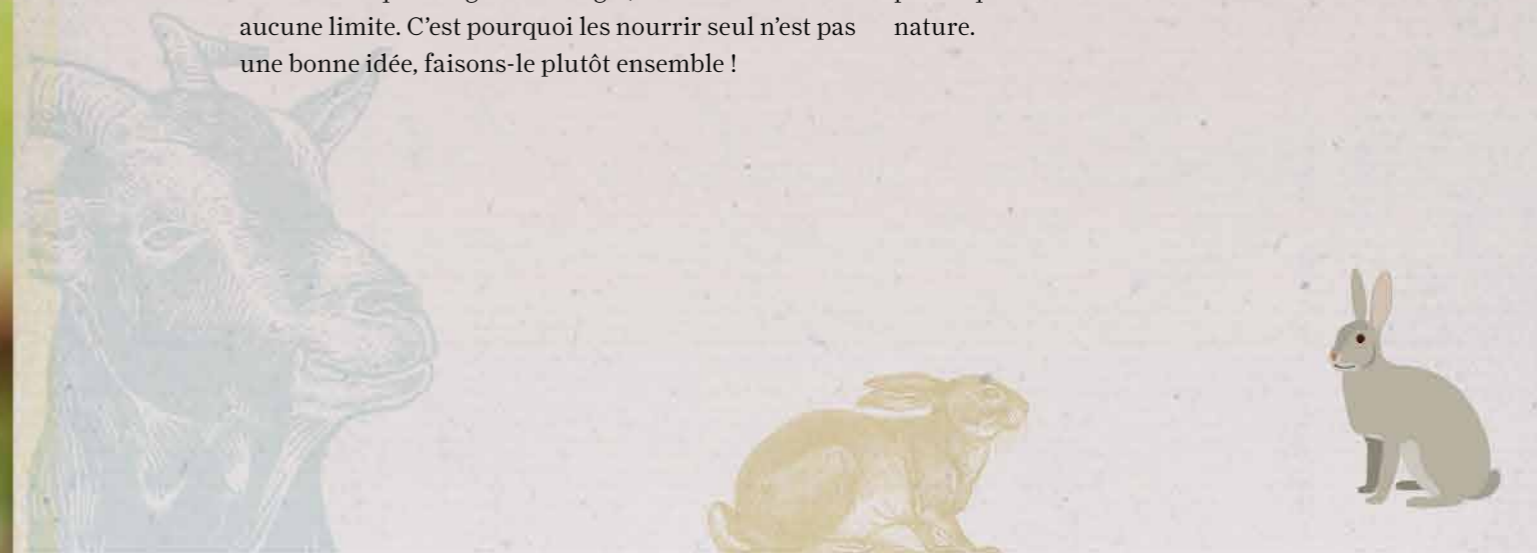 aucune limite. C’est pourquoi les nourrir seul n’est pas
une bonne idée, faisons-le plutôt ensemble !
nature.